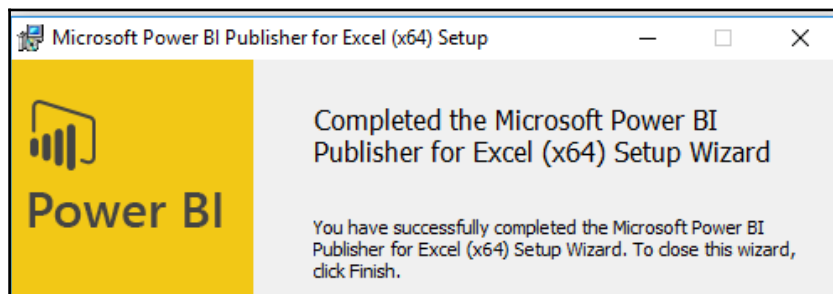 Microsoft Power BI Publisher for Excel (x64) Setup
Completed the Microsoft Power BI
Publisher for Excel (x64) Setup Wizard
Power BI
You have successfully completed the Microsoft Power BI
Publisher for Excel (x64) Setup Wizard. To close this wizard,
click Finish.